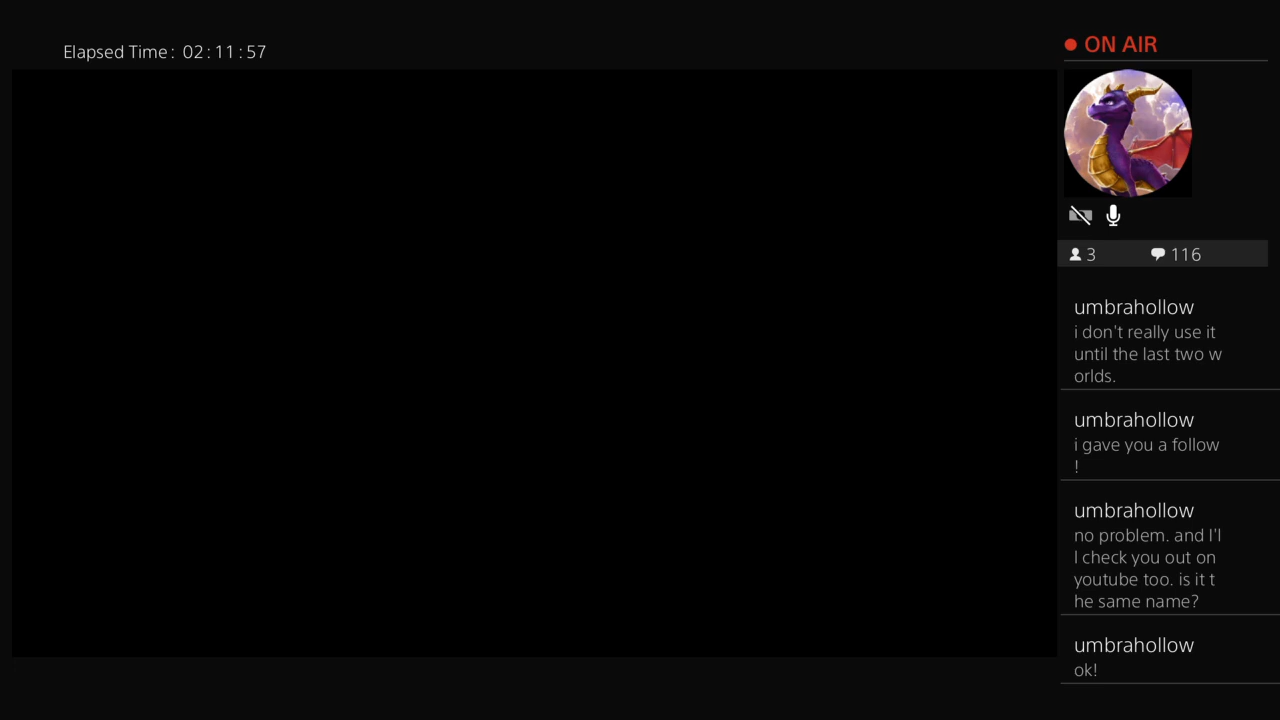 Elapsed Time: 02:11:57
ON AIR
3 116
umbrahollow
i don't really use it
until the last two w
orlds.
umbrahollow
i gave you a follow
!
umbrahollow
no problem. and I'l
l check you out on
youtube too. is it t
he same name?
umbrahollow
ok!